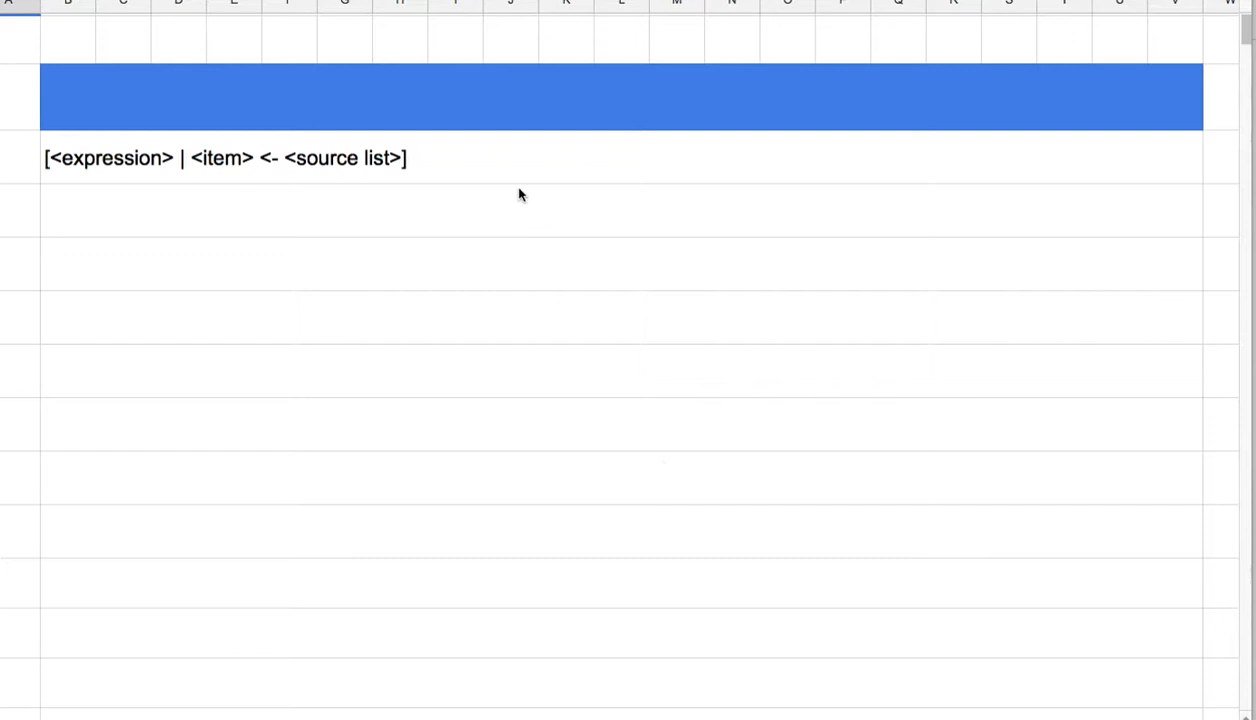 [<expression> | <item> <- <source list>]